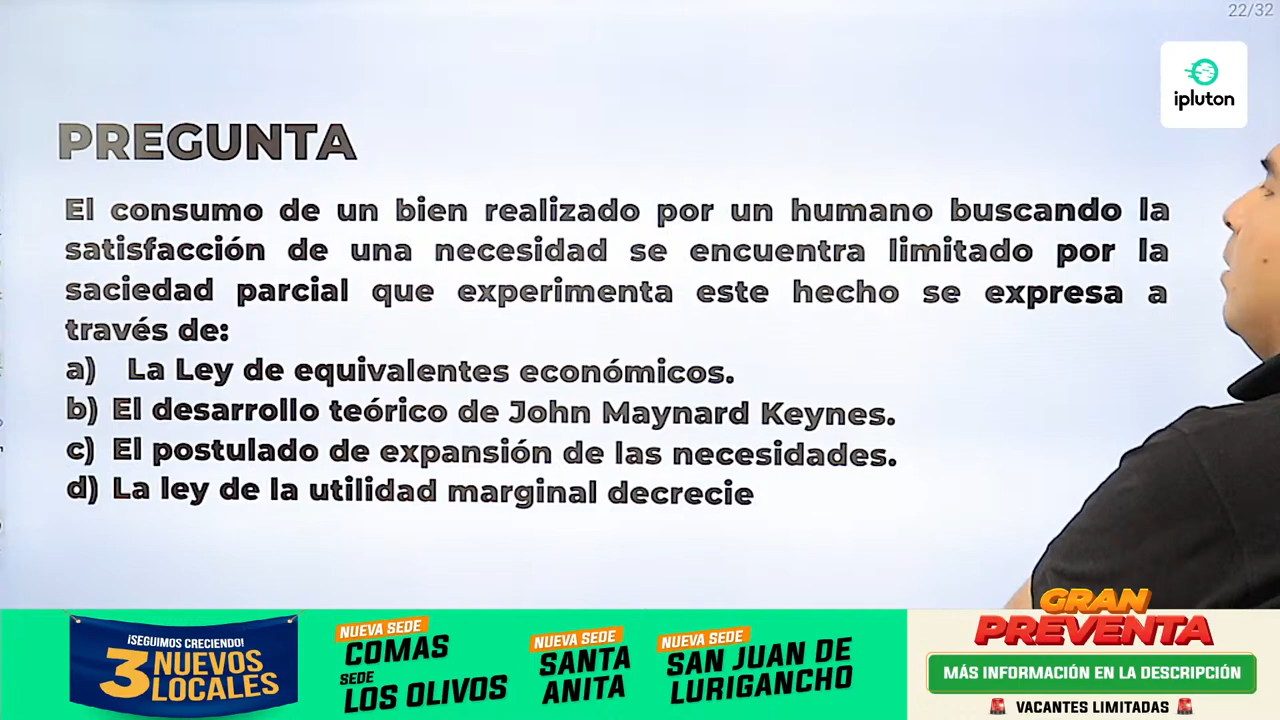 22/32
ipluton
PREGUNTA
El consumo de un bien realizado por un humano buscando la
satisfacción de una necesidad se encuentra limitado por la
saciedad parcial que experimenta este hecho se expresa a
través de:
a) La Ley de equivalentes económicos.
b) El desarrollo teórico de John Maynard Keynes.
c) El postulado de expansión de las necesidades.
d) La ley de la utilidad marginal decrecie
¡SEGUIMOS CRECIENDO!
3 NUEVOS
LOCALES
NUEVA SEDE
COMAS
SEDE
LOS OLIVOS
NUEVA SEDE
SANTA
ANITA
NUEVA SEDE
SAN JUAN DE
LURIGANCHO
GRAN
PREVENTA
MÁS INFORMACIÓN EN LA DESCRIPCIÓN
VACANTES LIMITADAS